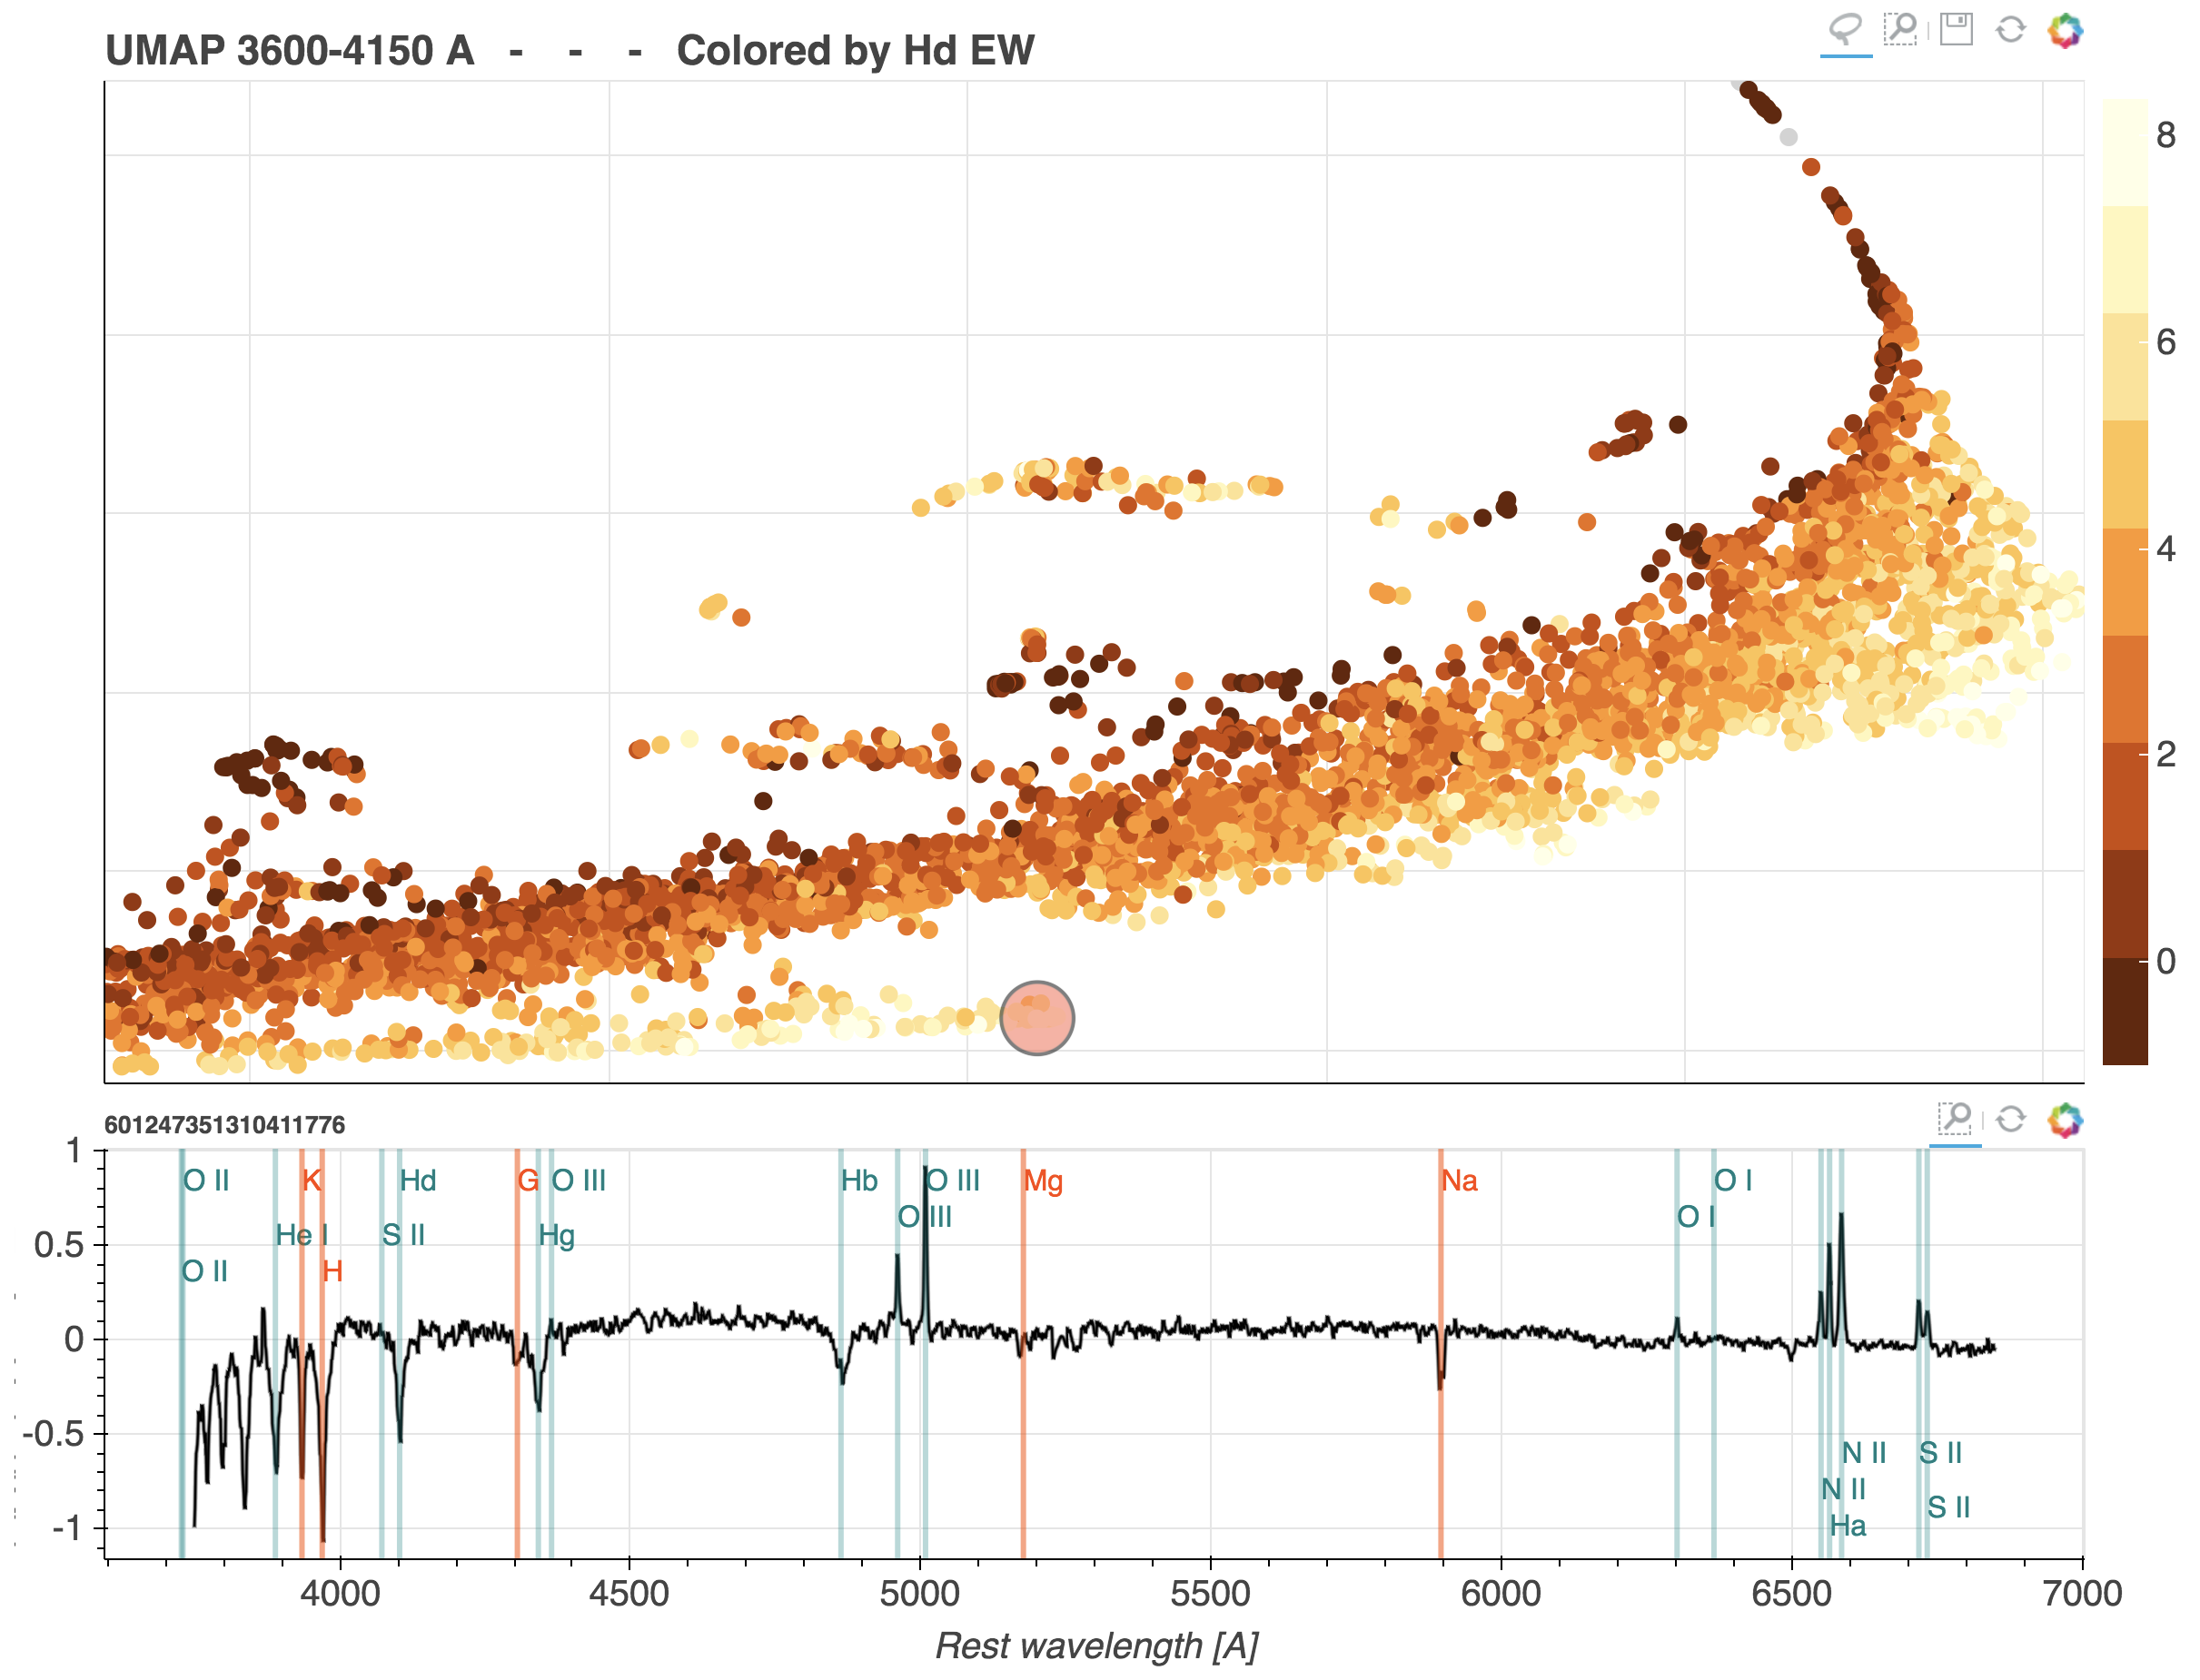 UMAP 3600-4150 A - - - Colored by Hd EW
8
6
4
2
0
601247351310411776
1
0.5
0
-0.5
-1
O II
K
Hd
G
O III
Hb
O III
Mg
Na
O I
O III
O I
He I
S II
Hg
O II
H
N II
S II
N II
S II
Ha
4000
4500
5000
5500
6000
6500
7000
Rest wavelength [A]